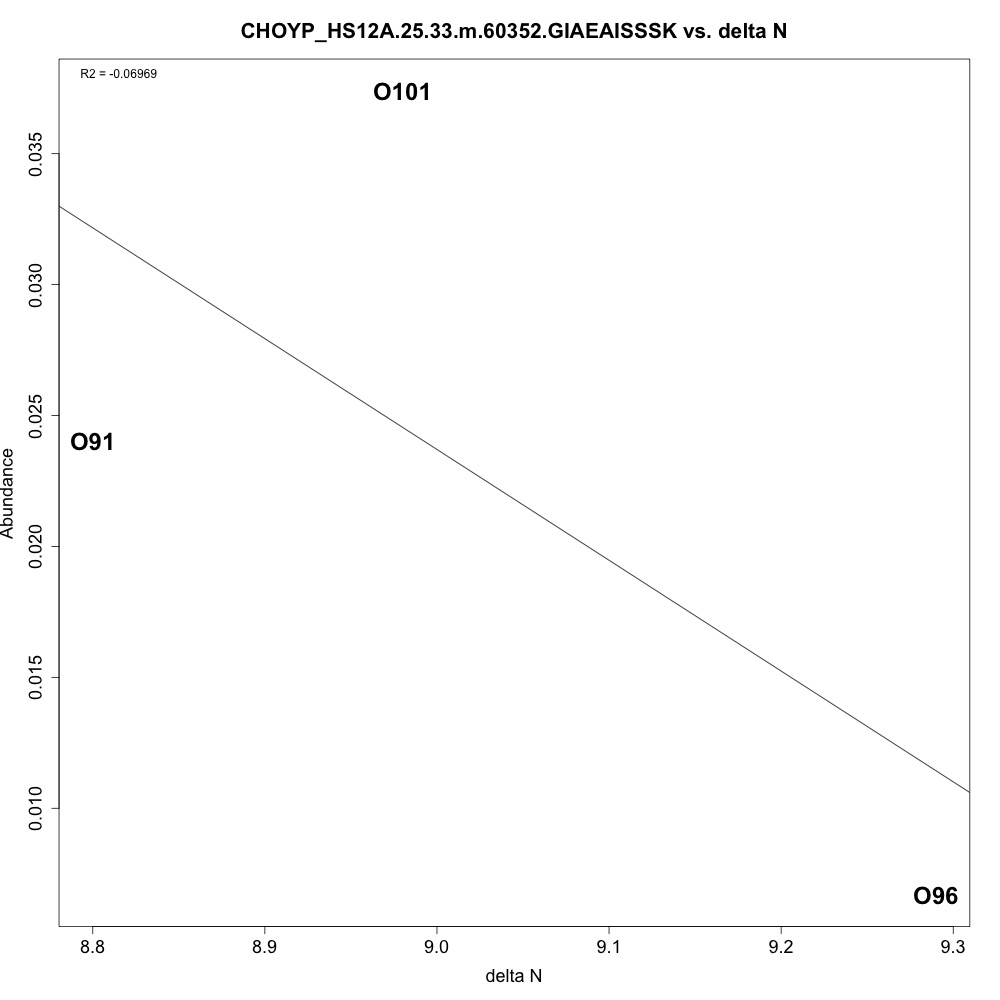 CHOYP_HS12A.25.33.m.60352.GIAEAISSSK vs. delta N
R2 = -0.06969
O101
0.035
0.030
0.025
O91
Abundance
0.020
0.015
0.010
O96
8.8 8.9 9.0 9.1 9.2 9.3
delta N